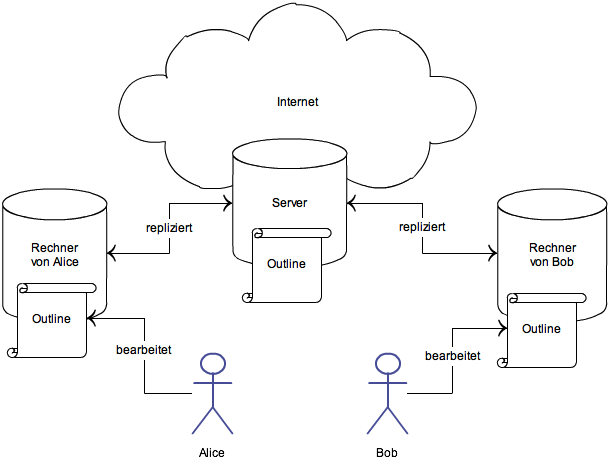 Internet
Server
repliziert
repliziert
Rechner
von Alice
Outline
Rechner
von Bob
Outline
Outline
bearbeitet
bearbeitet
Alice
Bob